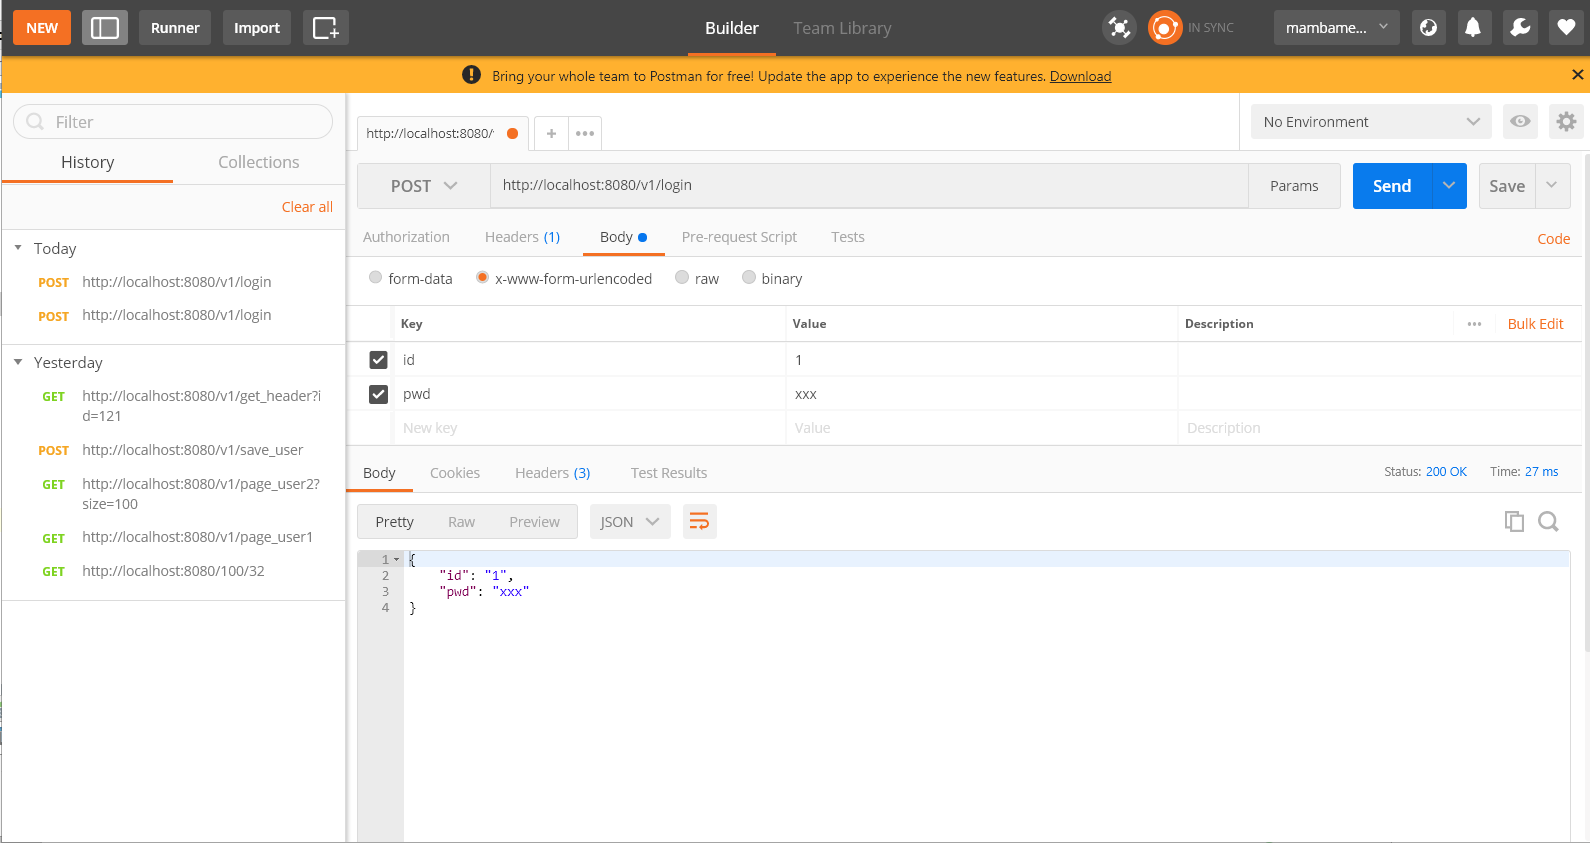 NEW
Runner
Import
Builder
Team Library
IN SYNC
mambame...
Bring your whole team to Postman for free! Update the app to experience the new features. Download
Filter
History
Collections
Clear all
Today
POST http://localhost:8080/v1/login
POST http://localhost:8080/v1/login
Yesterday
GET http://localhost:8080/v1/get_header?i
d=121
POST http://localhost:8080/v1/save_user
GET http://localhost:8080/v1/page_user2?
size=100
GET http://localhost:8080/v1/page_user1
GET http://localhost:8080/100/32
http://localhost:8080/
No Environment
POST
http://localhost:8080/v1/login
Params
Send
Save
Authorization
Headers (1)
Body
Pre-request Script
Tests
Code
form-data
x-www-form-urlencoded
raw
binary
Key Value Description
Bulk Edit
id 1
pwd xxx
New key Value Description
Body
Cookies
Headers (3)
Test Results
Status: 200 OK
Time: 27 ms
Pretty
Raw
Preview
JSON
1 {
2 "id": "1",
3 "pwd": "xxx"
4 }